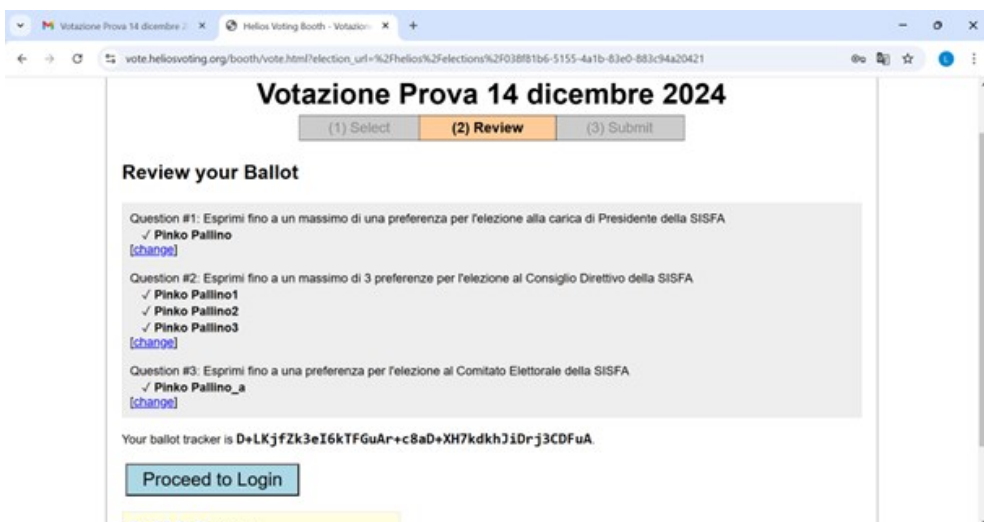 Votazione Prova 14 dicembre 2
Helios Voting Booth - Votazion
vote.heliosvoting.org/booth/vote.html?election_url=%2Fhelios%2Felections%2F038f81b6-5155-4a1b-83e0-883c94a20421
L
Votazione Prova 14 dicembre 2024
(1) Select (2) Review (3) Submit
Review your Ballot
Question #1: Esprimi fino a un massimo di una preferenza per l'elezione alla carica di Presidente della SISFA
✓ Pinko Pallino
[change]
Question #2: Esprimi fino a un massimo di 3 preferenze per l'elezione al Consiglio Direttivo della SISFA
✓ Pinko Pallino1
✓ Pinko Pallino2
✓ Pinko Pallino3
[change]
Question #3: Esprimi fino a una preferenza per l'elezione al Comitato Elettorale della SISFA
✓ Pinko Pallino_a
[change]
Your ballot tracker is D+LKjfZk3eI6kTFGuAr+c8aD+XH7kdkhJiDrj3CDFuA.
Proceed to Login